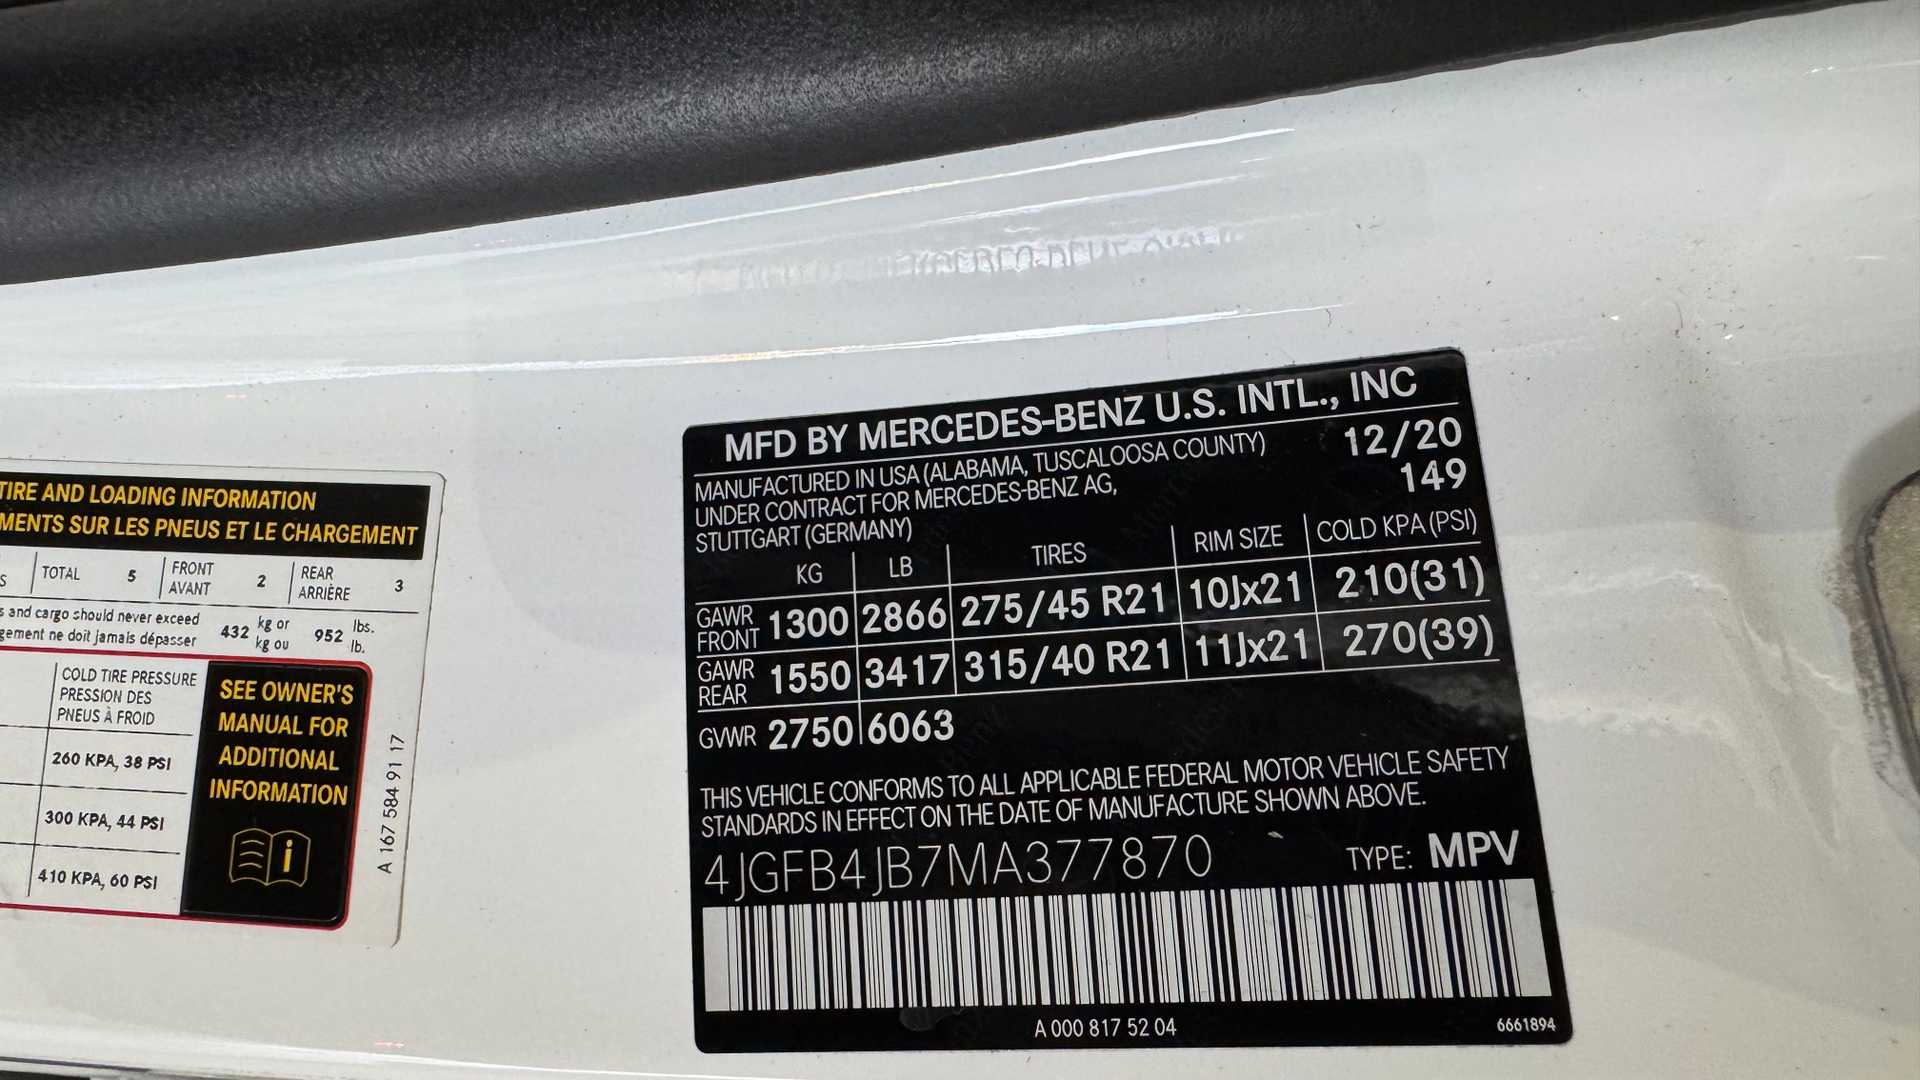 TIRE AND LOADING INFORMATION
SUR LES PNEUS ET LE CHARGEMENT
TOTAL 5 FRONT AVANT 2 REAR ARRIÈRE 3
and cargo should never exceed 432 kg or 952 lbs.
ne doit jamais dépasser kg ou lb.
COLD TIRE PRESSURE
PRESSION DES
PNEUS À FROID
260 KPA, 38 PSI
300 KPA, 44 PSI
410 KPA, 60 PSI
SEE OWNER'S
MANUAL FOR
ADDITIONAL
INFORMATION
i
A 167 584 91 17
MFD BY MERCEDES-BENZ U.S. INTL., INC
MANUFACTURED IN USA (ALABAMA, TUSCALOOSA COUNTY) 12/20
UNDER CONTRACT FOR MERCEDES-BENZ AG, 149
STUTTGART (GERMANY)
KG LB TIRES RIM SIZE COLD KPA (PSI)
GAWR FRONT 1300 2866 275/45 R21 10Jx21 210(31)
GAWR REAR 1550 3417 315/40 R21 11Jx21 270(39)
GVWR 2750 6063
THIS VEHICLE CONFORMS TO ALL APPLICABLE FEDERAL MOTOR VEHICLE SAFETY
STANDARDS IN EFFECT ON THE DATE OF MANUFACTURE SHOWN ABOVE.
4JGFB4JB7MA377870 TYPE: MPV
A 000 817 52 04 6661894